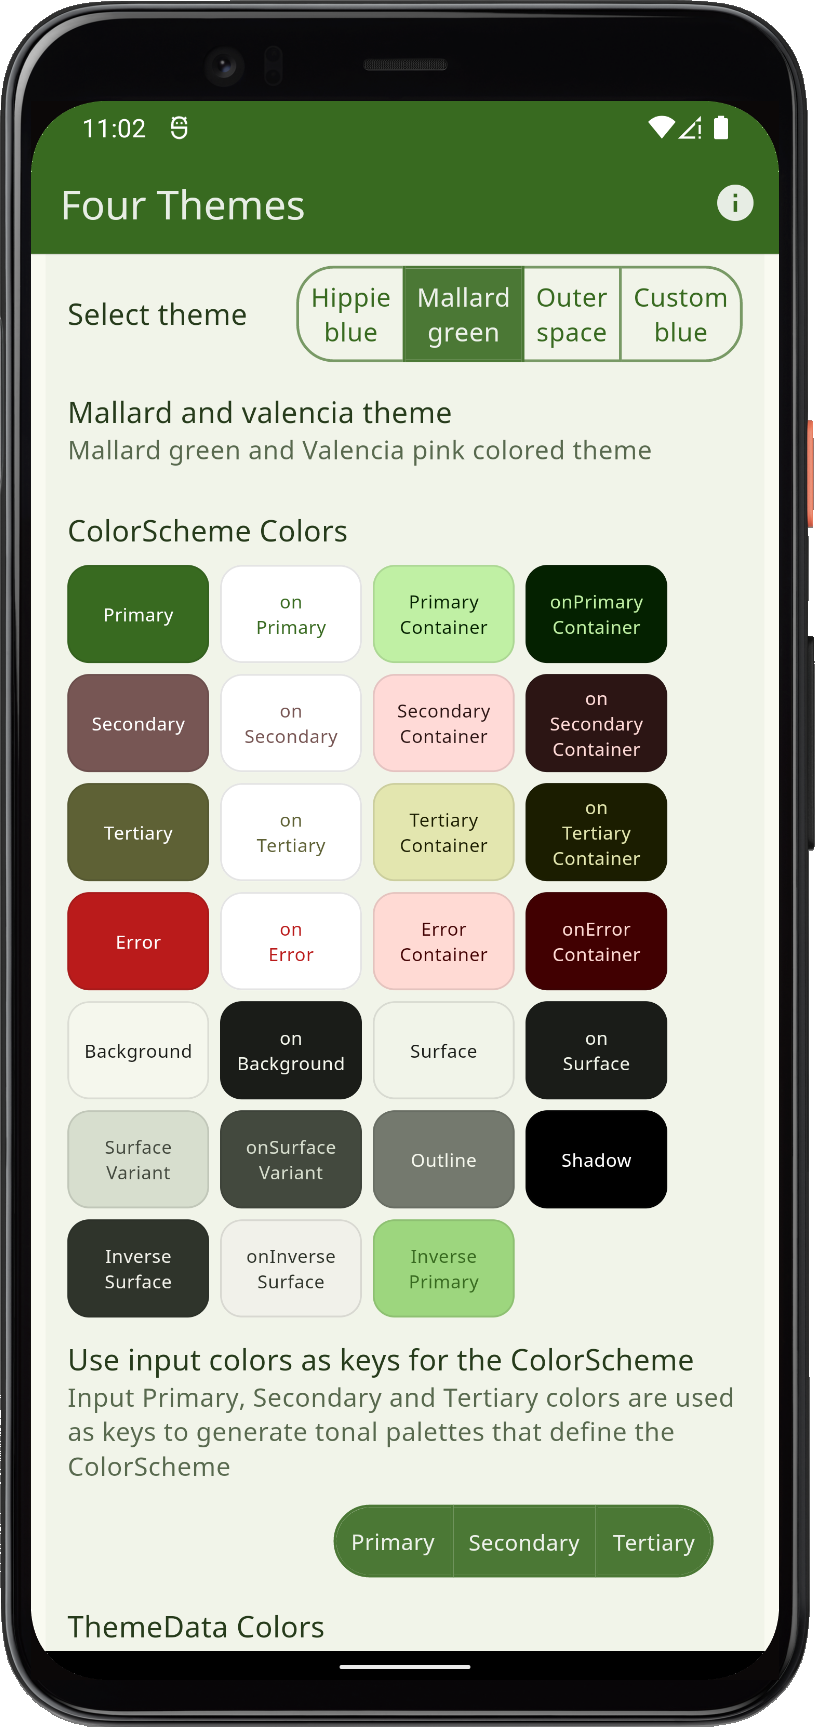 11:02
Four Themes
Select theme
Hippie
blue
Mallard
green
Outer
space
Custom
blue
Mallard and valencia theme
Mallard green and Valencia pink colored theme
ColorScheme Colors
Primary
on
Primary
Primary
Container
onPrimary
Container
Secondary
on
Secondary
Secondary
Container
on
Secondary
Container
Tertiary
on
Tertiary
Tertiary
Container
on
Tertiary
Container
Error
on
Error
Error
Container
onError
Container
Background
on
Background
Surface
on
Surface
Surface
Variant
onSurface
Variant
Outline
Shadow
Inverse
Surface
onInverse
Surface
Inverse
Primary
Use input colors as keys for the ColorScheme
Input Primary, Secondary and Tertiary colors are used
as keys to generate tonal palettes that define the
ColorScheme
Primary
Secondary
Tertiary
ThemeData Colors